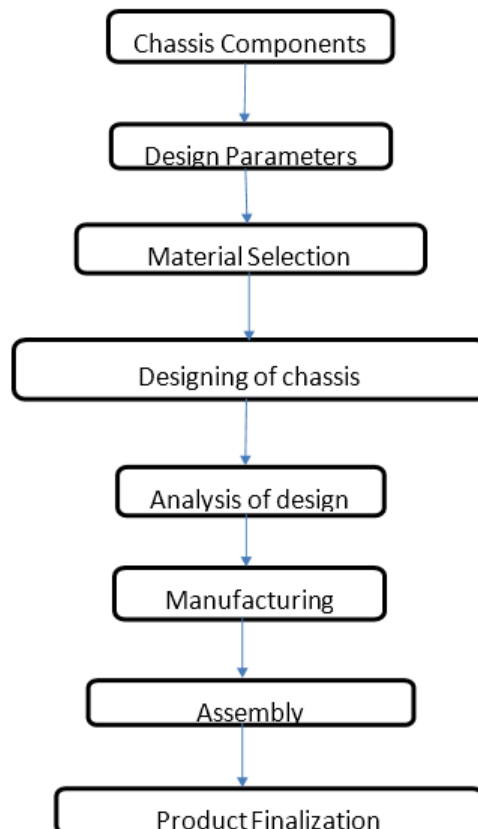 Chassis Components
Design Parameters
Material Selection
Designing of chassis
Analysis of design
Manufacturing
Assembly
Product Finalization